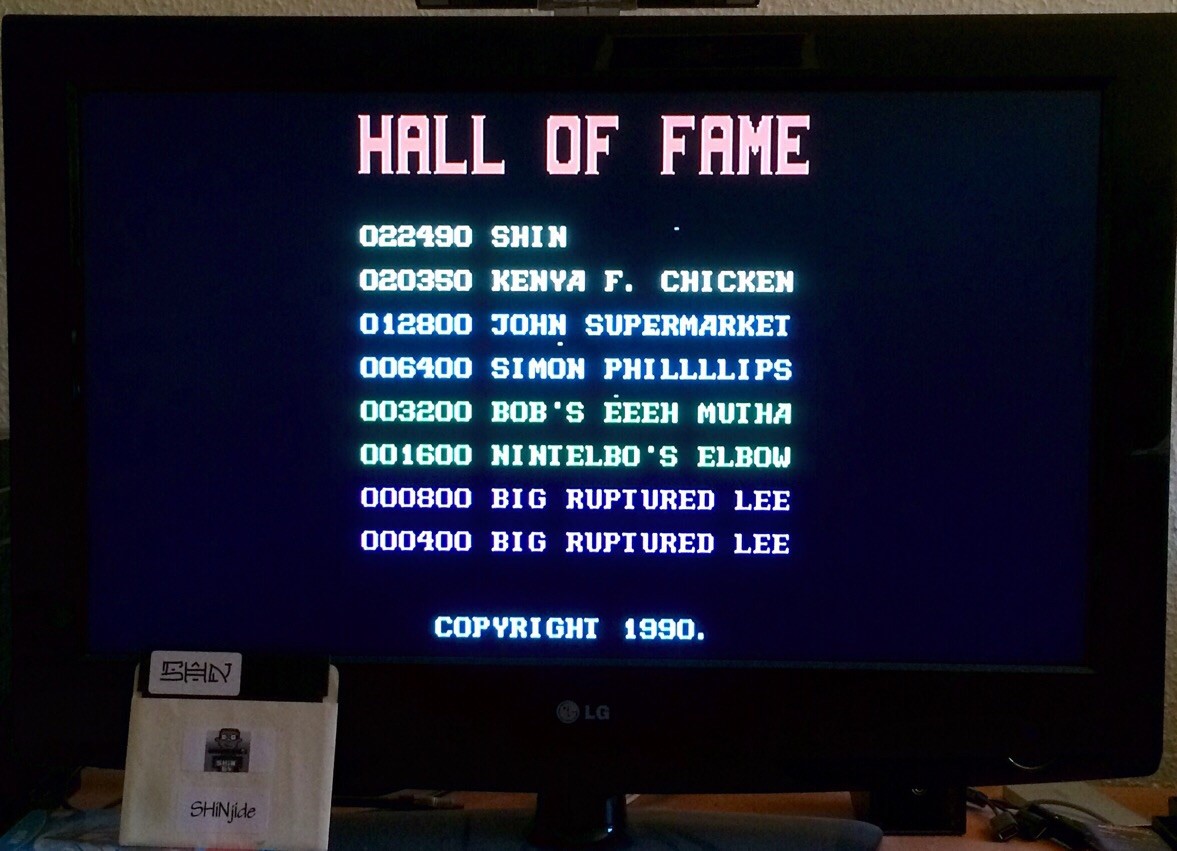 HALL OF FAME
022490 SHIN
020350 KENYA F. CHICKEN
012800 JOHN SUPERMARKET
006400 SIMON PHILLLLIPS
003200 BOB'S EEEH MUTHA
001600 NINTELBO'S ELBOW
000800 BIG RUPTURED LEE
000400 BIG RUPTURED LEE
COPYRIGHT 1990.
LG
SHN
SHiNjide